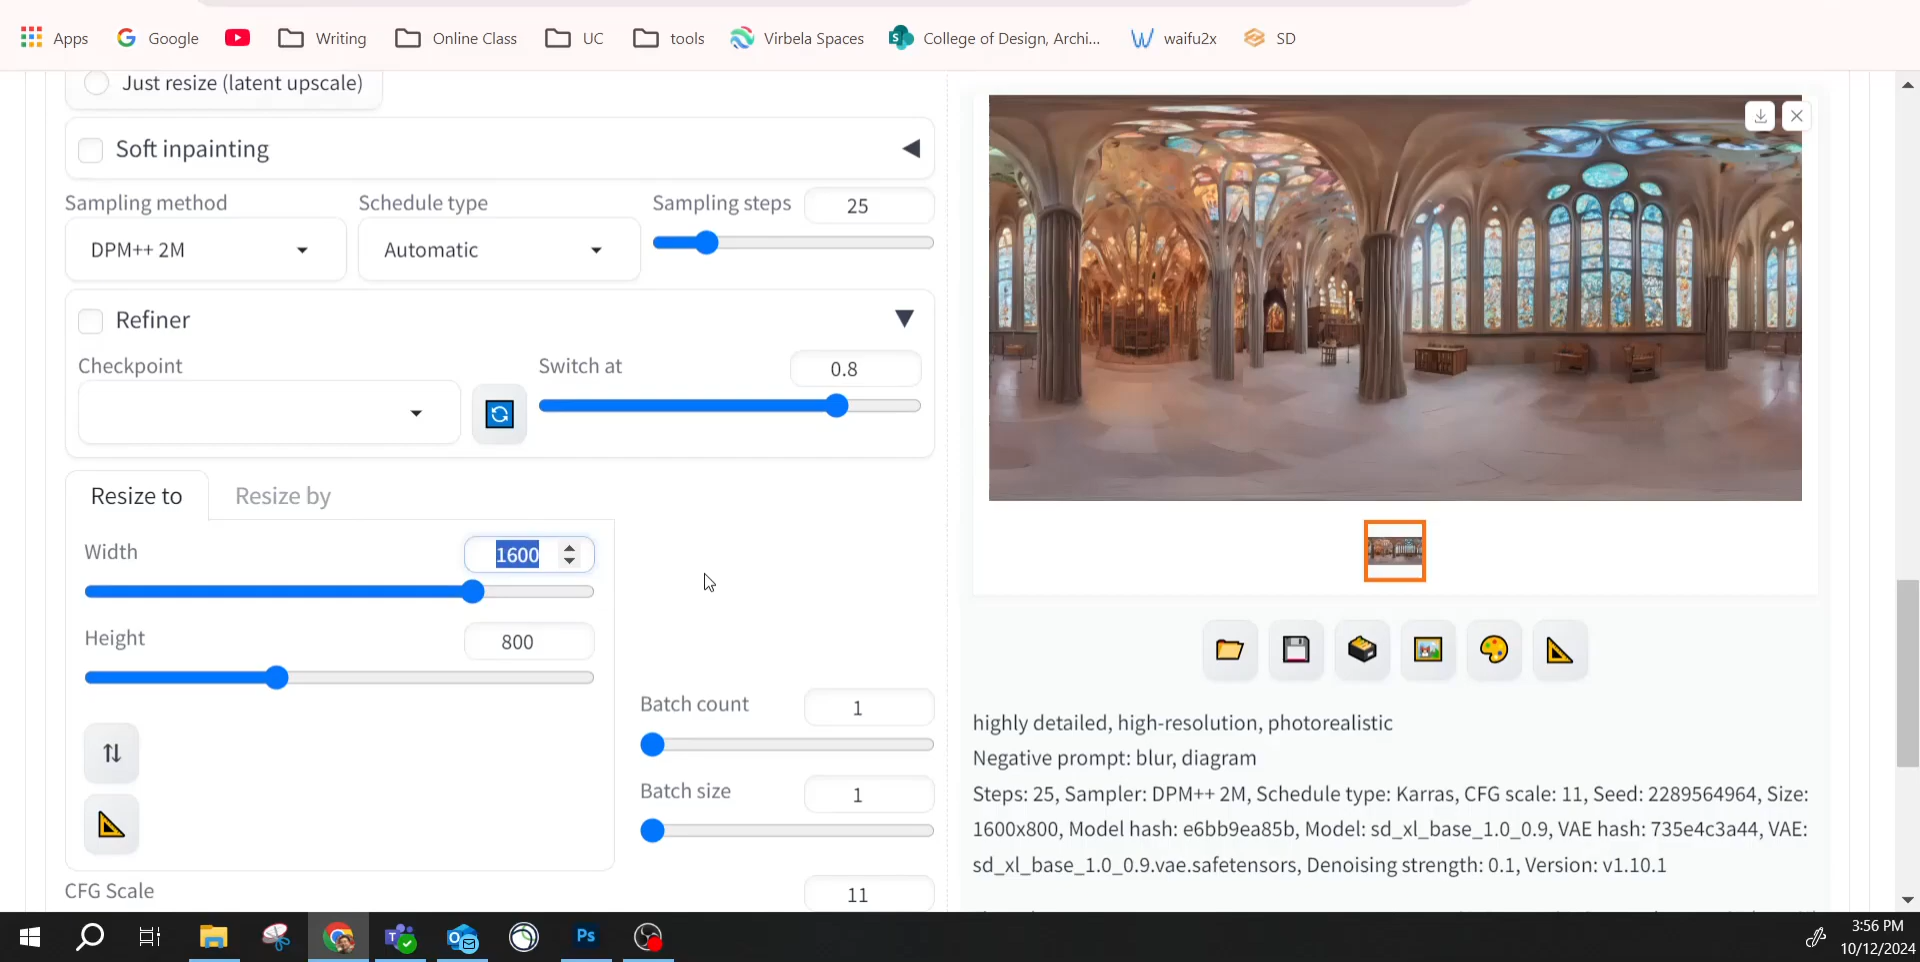 Apps
Google
Writing
Online Class
UC
tools
Virbela Spaces
College of Design, Archi...
waifu2x
SD
Just resize (latent upscale)
Soft inpainting
Sampling method
Schedule type
Sampling steps
25
DPM++ 2M
Automatic
Refiner
Checkpoint
Switch at
0.8
Resize to
Resize by
Width
1600
Height
800
Batch count
1
Batch size
1
CFG Scale
11
highly detailed, high-resolution, photorealistic
Negative prompt: blur, diagram
Steps: 25, Sampler: DPM++ 2M, Schedule type: Karras, CFG scale: 11, Seed: 2289564964, Size:
1600x800, Model hash: e6bb9ea85b, Model: sd_xl_base_1.0_0.9, VAE hash: 735e4c3a44, VAE:
sd_xl_base_1.0_0.9.vae.safetensors, Denoising strength: 0.1, Version: v1.10.1
Ps
3:56 PM
10/12/2024